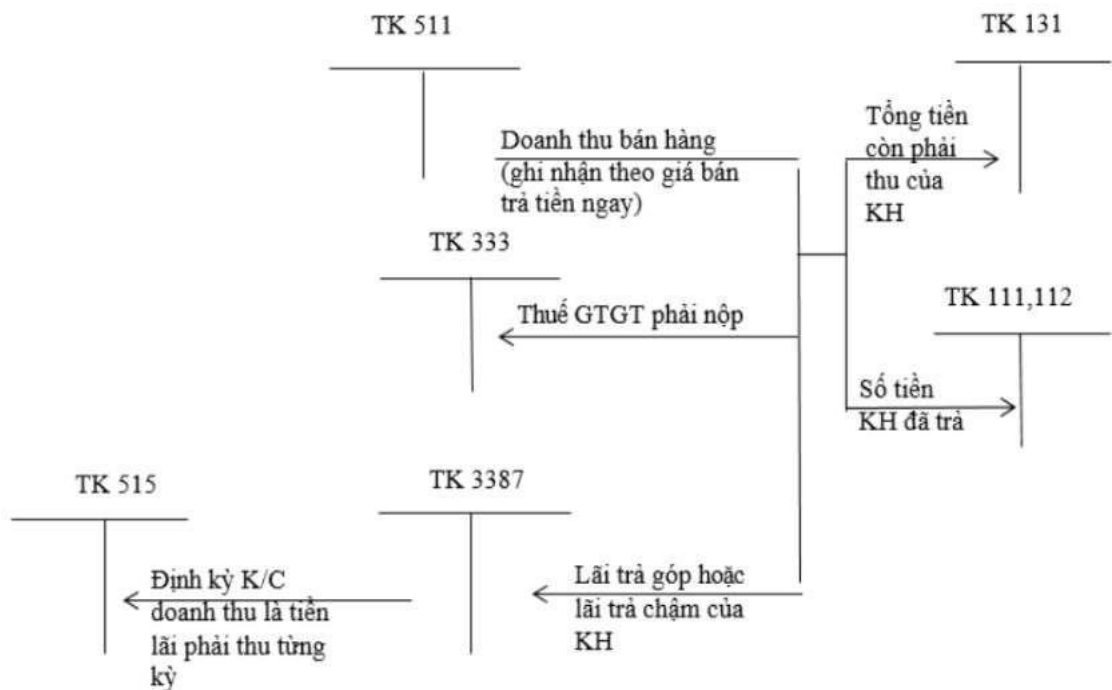 TK 511
TK 131
Doanh thu bán hàng
(ghi nhận theo giá bán
trả tiền ngay)
Tổng tiền
còn phải
thu của
KH
TK 333
TK 111,112
Thuế GTGT phải nộp
Số tiền
KH đã trả
TK 515
TK 3387
Định kỳ K/C
doanh thu là tiền
lãi phải thu từng
kỳ
Lãi trả góp hoặc
lãi trả chậm của
KH